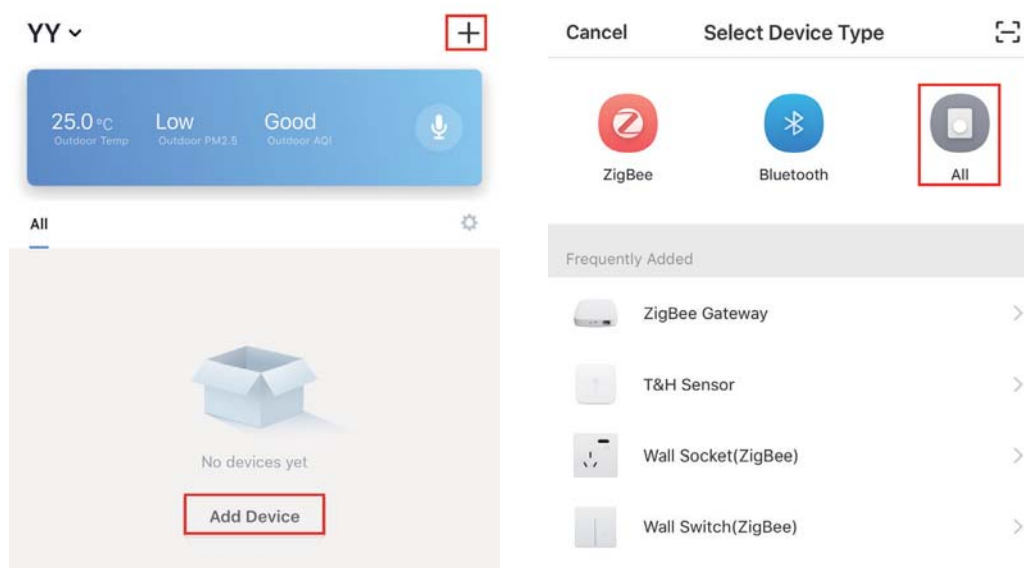 YY
25.0 °C
Low
Good
Outdoor Temp
Outdoor PM2.5
Outdoor AQI
All
No devices yet
Add Device
Cancel
Select Device Type
ZigBee
Bluetooth
All
Frequently Added
ZigBee Gateway
T&H Sensor
Wall Socket(ZigBee)
Wall Switch(ZigBee)